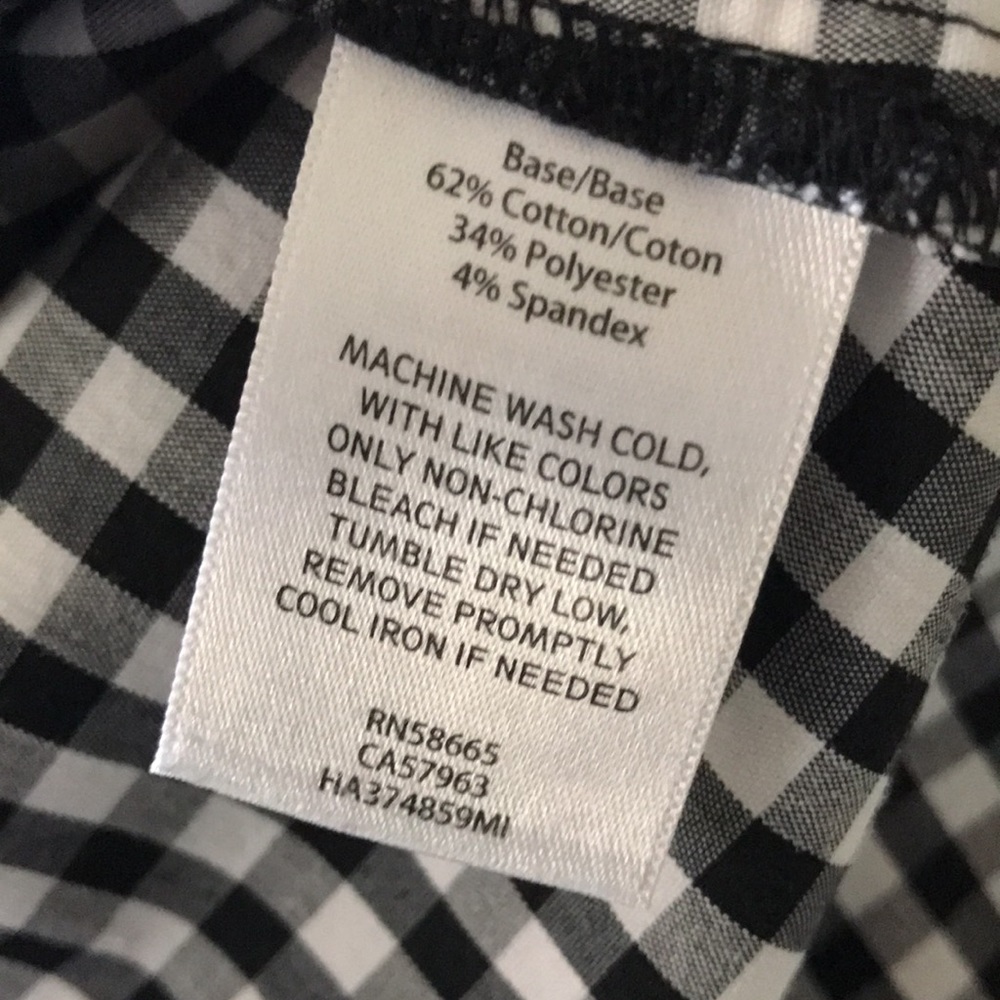 Base/Base
62% Cotton/Coton
34% Polyester
4% Spandex
MACHINE WASH COLD,
WITH LIKE COLORS
ONLY NON-CHLORINE
BLEACH IF NEEDED
TUMBLE DRY LOW,
REMOVE PROMPTLY
COOL IRON IF NEEDED
RN58665
CA57963
HA374859MI